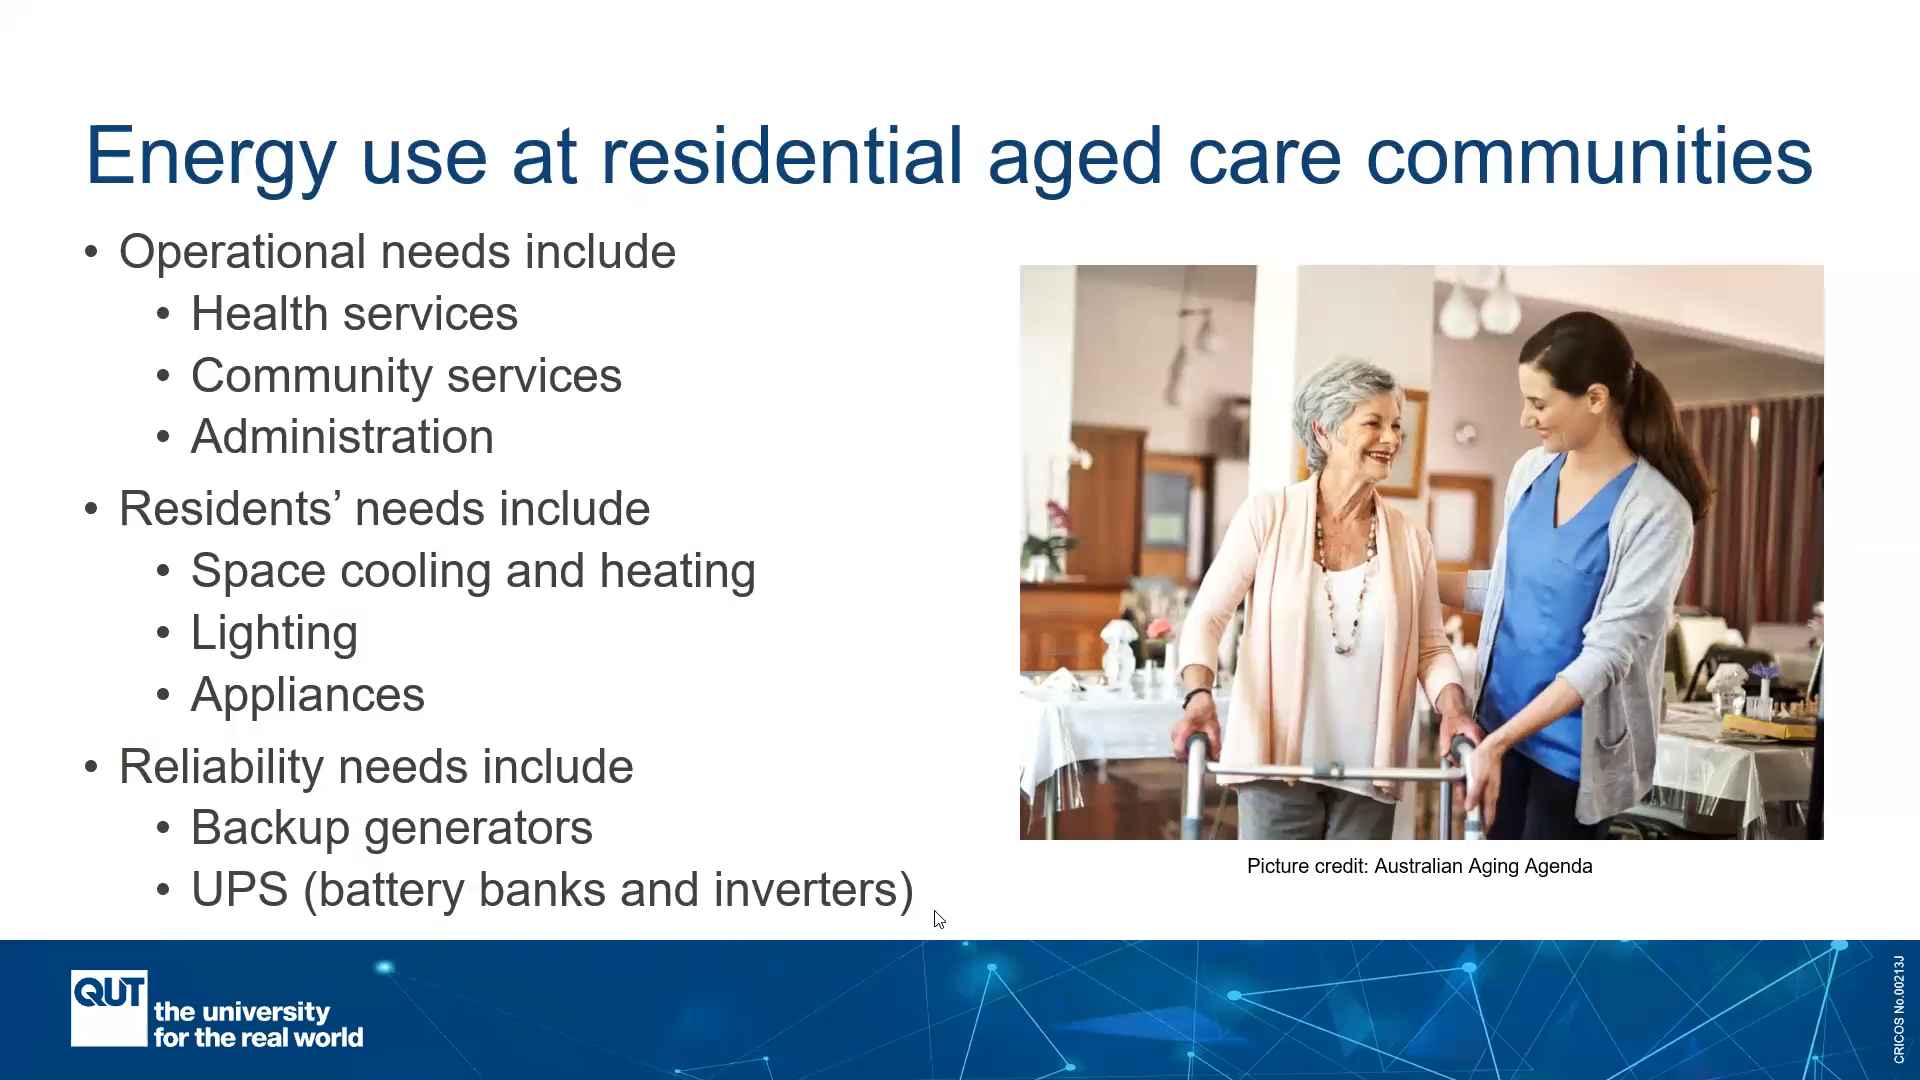 Energy use at residential aged care communities
• Operational needs include
• Health services
• Community services
• Administration
• Residents’ needs include
• Space cooling and heating
• Lighting
• Appliances
• Reliability needs include
• Backup generators
• UPS (battery banks and inverters)
Picture credit: Australian Aging Agenda
QUT
the university
for the real world
CRICOS No.00213J